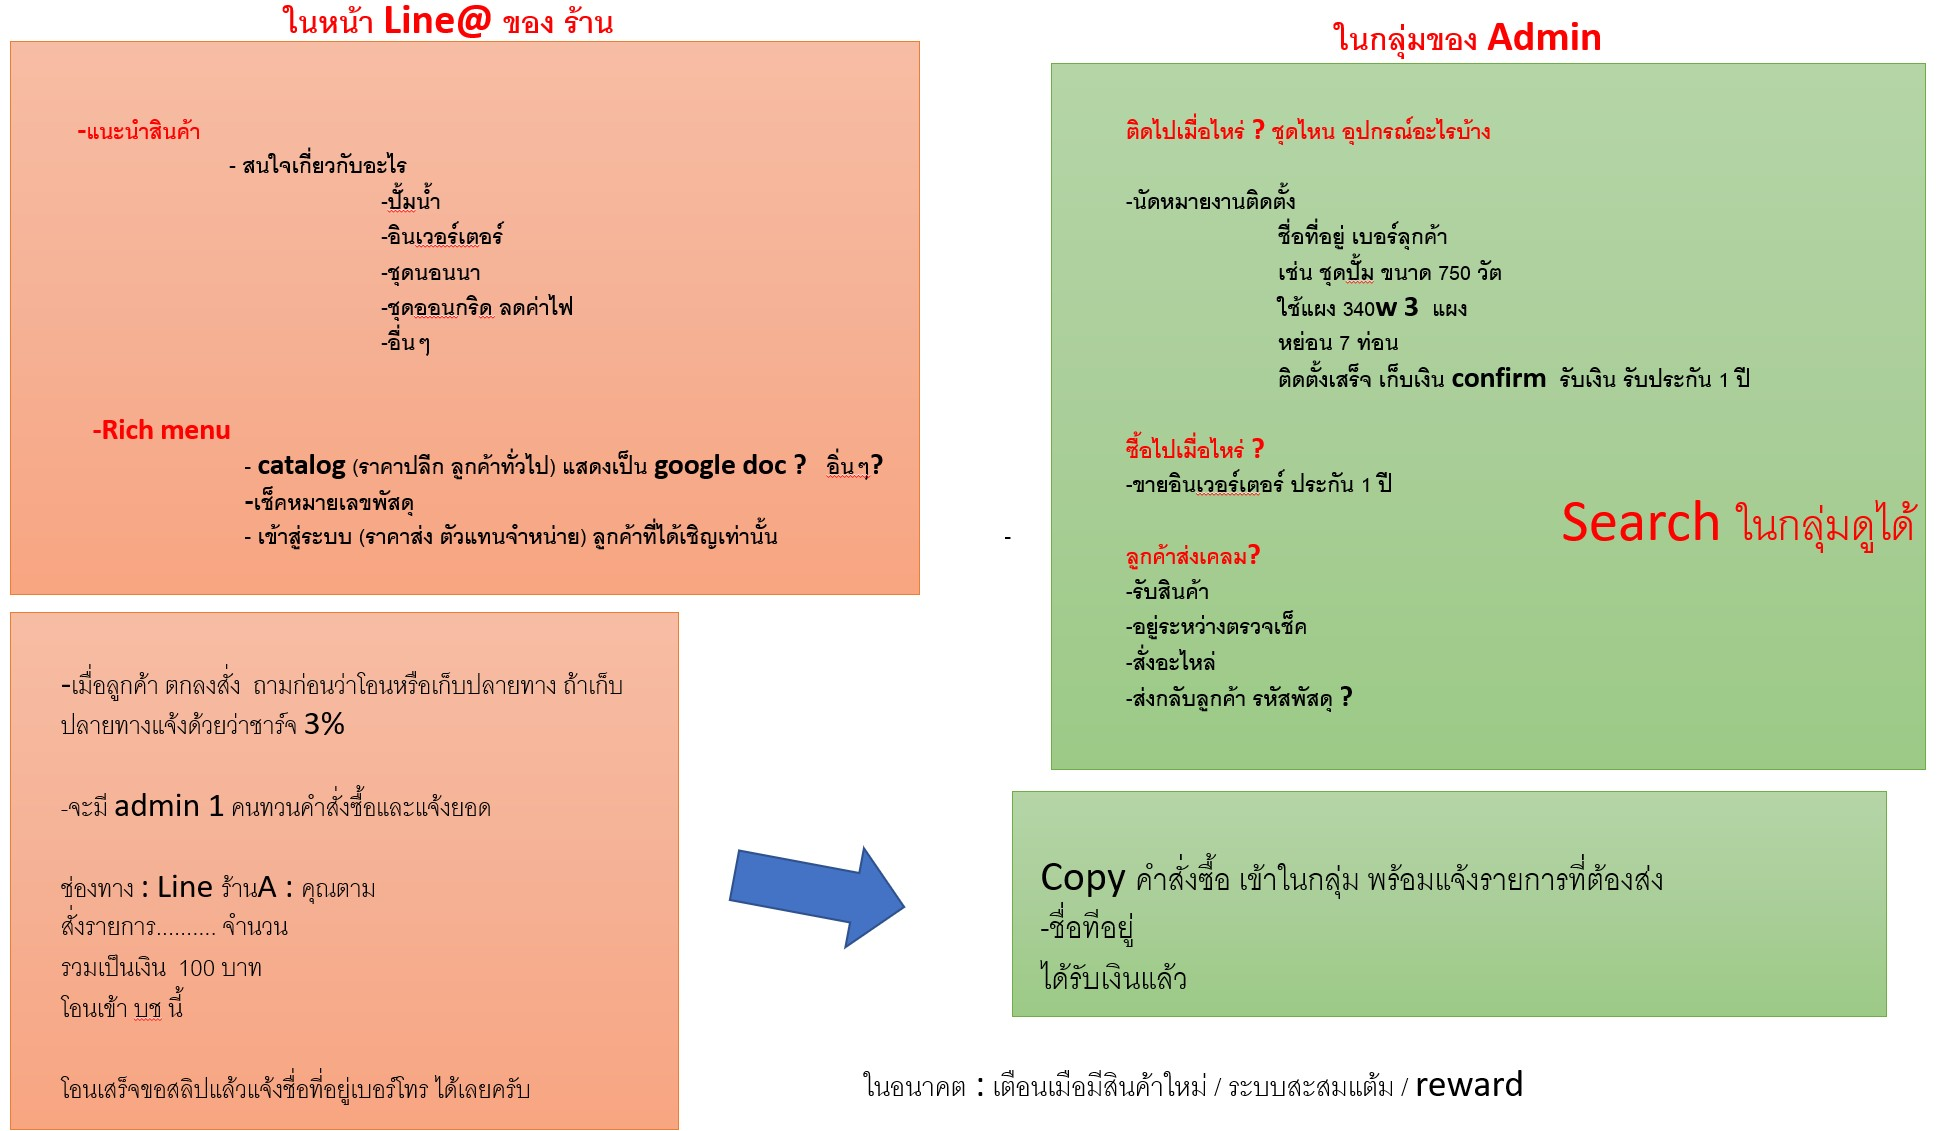 ในหน้า Line@ ของ ร้าน
-แนะนำสินค้า
- สนใจเกี่ยวกับอะไร
-ปั้มน้ำ
-อินเวอร์เตอร์
-ชุดนอนนา
-ชุดออนกริด ลดค่าไฟ
-อื่นๆ
-Rich menu
- catalog (ราคาปลีก ลูกค้าทั่วไป) แสดงเป็น google doc ? อิ่นๆ?
-เช็คหมายเลขพัสดุ
- เข้าสู่ระบบ (ราคาส่ง ตัวแทนจำหน่าย) ลูกค้าที่ได้เชิญเท่านั้น
-เมื่อลูกค้า ตกลงสั่ง ถามก่อนว่าโอนหรือเก็บปลายทาง ถ้าเก็บ
ปลายทางแจ้งด้วยว่าชาร์จ 3%
-จะมี admin 1 คนทวนคำสั่งซื้อและแจ้งยอด
ช่องทาง : Line ร้านA : คุณตาม
สั่งรายการ.......... จำนวน
รวมเป็นเงิน 100 บาท
โอนเข้า บช นี้
โอนเสร็จขอสลิปแล้วแจ้งชื่อที่อยู่เบอร์โทร ได้เลยครับ
ในกลุ่มของ Admin
ติดไปเมื่อไหร่ ? ชุดไหน อุปกรณ์อะไรบ้าง
-นัดหมายงานติดตั้ง
ชื่อที่อยู่ เบอร์ลุกค้า
เช่น ชุดปั้ม ขนาด 750 วัต
ใช้แผง 340w 3 แผง
หย่อน 7 ท่อน
ติดตั้งเสร็จ เก็บเงิน confirm รับเงิน รับประกัน 1 ปี
ซื้อไปเมื่อไหร่ ?
-ขายอินเวอร์เตอร์ ประกัน 1 ปี
Search ในกลุ่มดูได้
-
ลูกค้าส่งเคลม?
-รับสินค้า
-อยู่ระหว่างตรวจเช็ค
-สั่งอะไหล่
-ส่งกลับลูกค้า รหัสพัสดุ ?
Copy คำสั่งซื้อ เข้าในกลุ่ม พร้อมแจ้งรายการที่ต้องส่ง
-ชื่อทีอยู่
ได้รับเงินแล้ว
ในอนาคต : เตือนเมือมีสินค้าใหม่ / ระบบสะสมแต้ม / reward